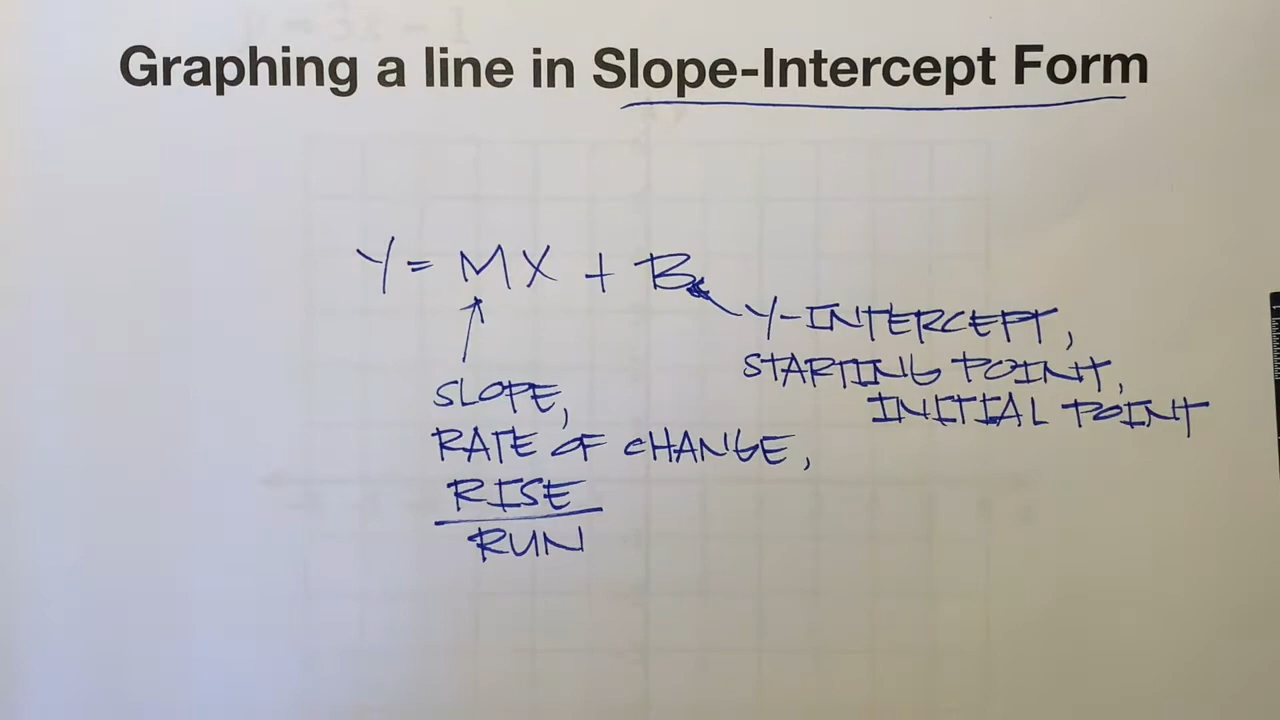 Graphing a line in Slope-Intercept Form
Y = MX + B
Y-INTERCEPT,
STARTING POINT,
INITIAL POINT
SLOPE,
RATE OF CHANGE,
RISE
RUN